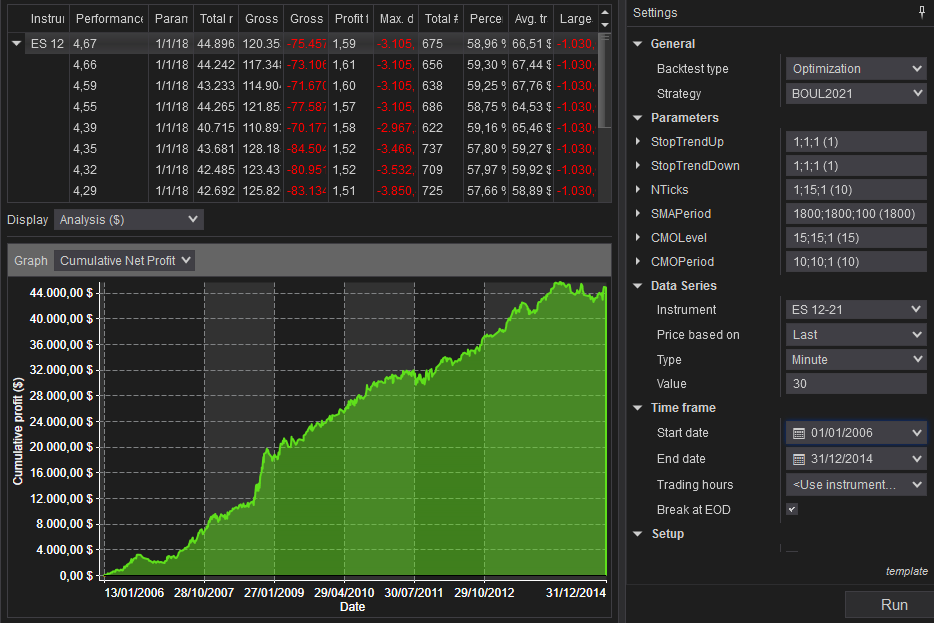 Instru Performance Param Total r Gross Gross Profit f Max. d Total # Perce Avg. tr Large
ES 12 4,67 1/1/18 44.896 120.35 -75.457 1,59 -3.105, 675 58,96 % 66,51 $ -1.030,
4,66 1/1/18 44.242 117.348 -73.106 1,61 -3.105, 656 59,30 % 67,44 $ -1.030,
4,59 1/1/18 43.233 114.904 -71.670 1,60 -3.105, 638 59,25 % 67,76 $ -1.030,
4,55 1/1/18 44.265 121.85 -77.587 1,57 -3.105, 686 58,75 % 64,53 $ -1.030,
4,39 1/1/18 40.715 110.892 -70.177 1,58 -2.967, 622 59,16 % 65,46 $ -1.030,
4,35 1/1/18 43.681 128.18 -84.504 1,52 -3.466, 737 57,80 % 59,27 $ -1.030,
4,32 1/1/18 42.485 123.43 -80.951 1,52 -3.532, 709 57,97 % 59,92 $ -1.030,
4,29 1/1/18 42.692 125.82 -83.134 1,51 -3.850, 725 57,66 % 58,89 $ -1.030,
Display Analysis ($)
Graph Cumulative Net Profit
44.000,00 $
40.000,00 $
36.000,00 $
32.000,00 $
28.000,00 $
24.000,00 $
20.000,00 $
16.000,00 $
12.000,00 $
8.000,00 $
4.000,00 $
0,00 $
Cumulative profit ($)
13/01/2006 28/10/2007 27/01/2009 29/04/2010 30/07/2011 29/10/2012 31/12/2014
Date
Settings
General
Backtest type Optimization
Strategy BOUL2021
Parameters
StopTrendUp 1;1;1 (1)
StopTrendDown 1;1;1 (1)
NTicks 1;15;1 (10)
SMAPeriod 1800;1800;100 (1800)
CMOLevel 15;15;1 (15)
CMOPeriod 10;10;1 (10)
Data Series
Instrument ES 12-21
Price based on Last
Type Minute
Value 30
Time frame
Start date 01/01/2006
End date 31/12/2014
Trading hours <Use instrument...
Break at EOD
Setup
template
Run